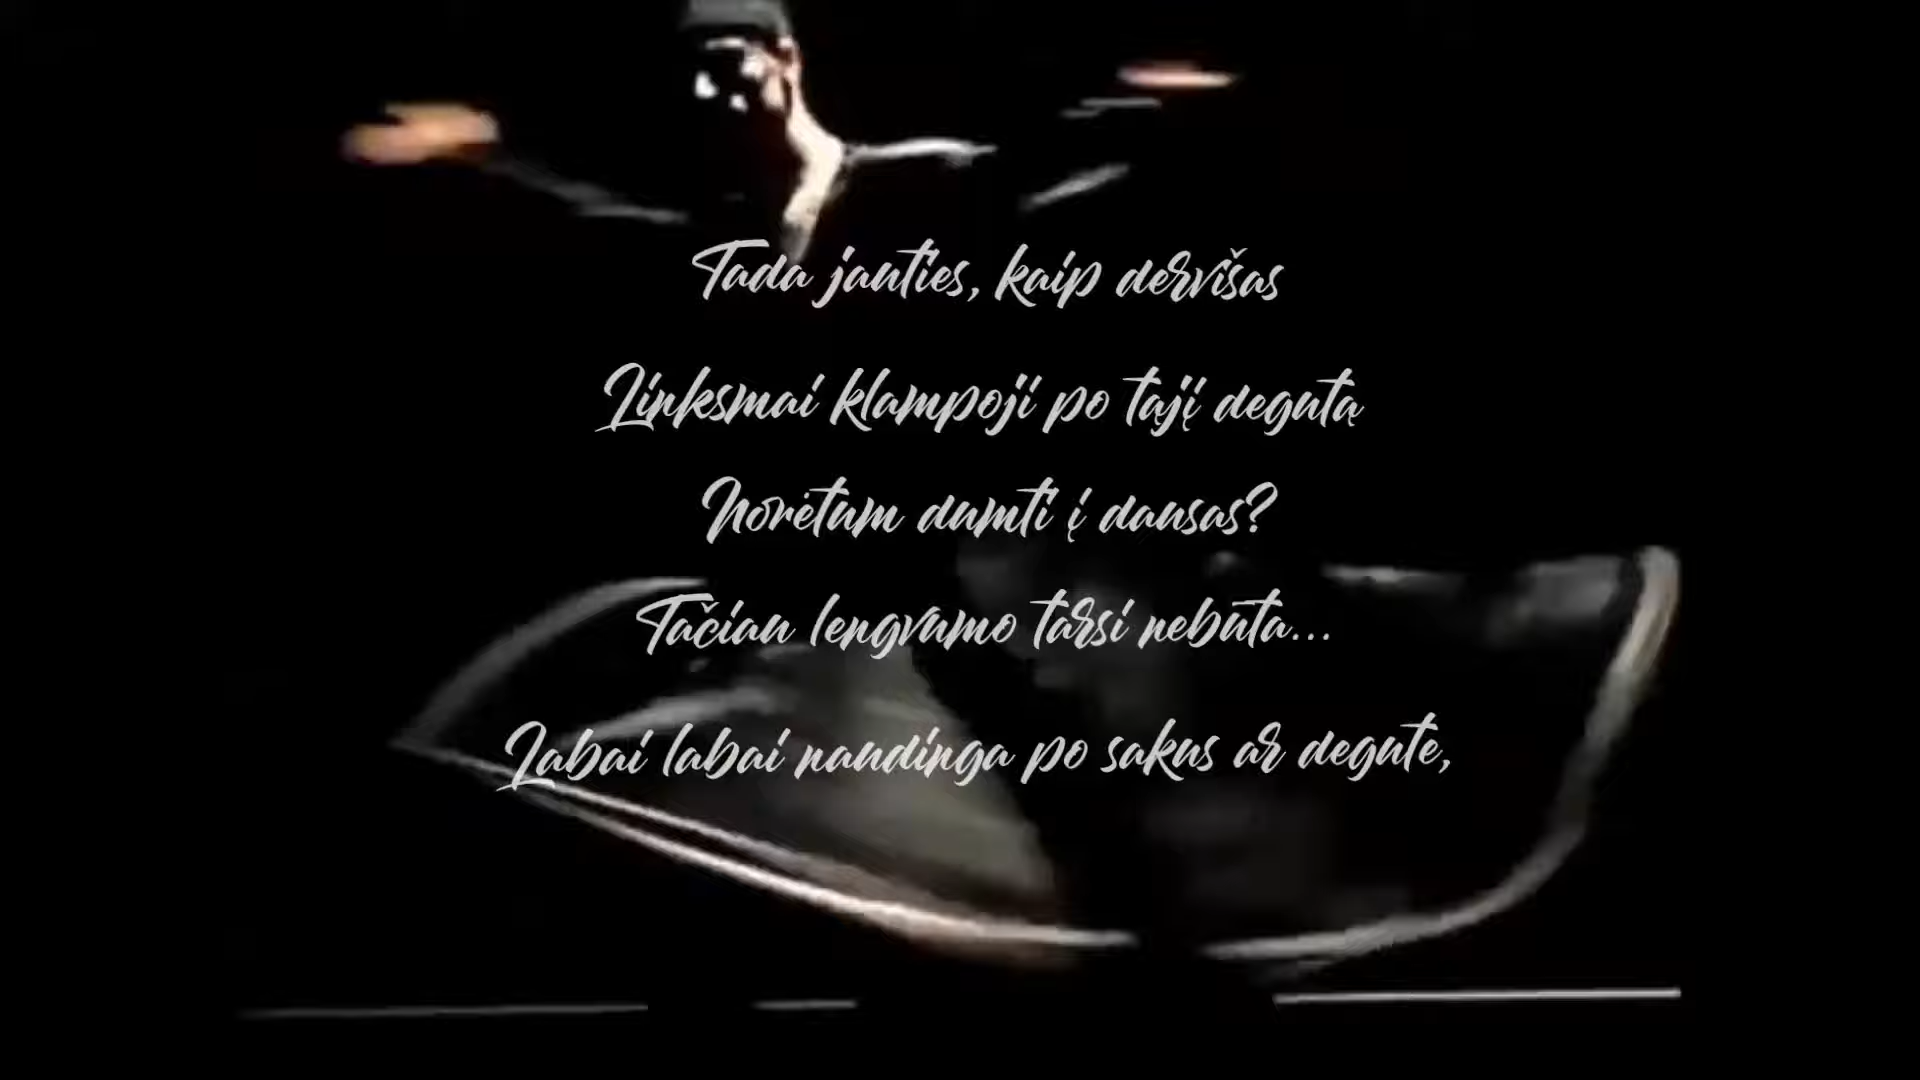 Tada jauties, kaip dervišas
Linksmai klampoji po tąjį degutą
Norėtum dumti į dausas?
Tačiau lengvumo tarsi nebūta...
Labai labai naudinga po sakus ar degute,